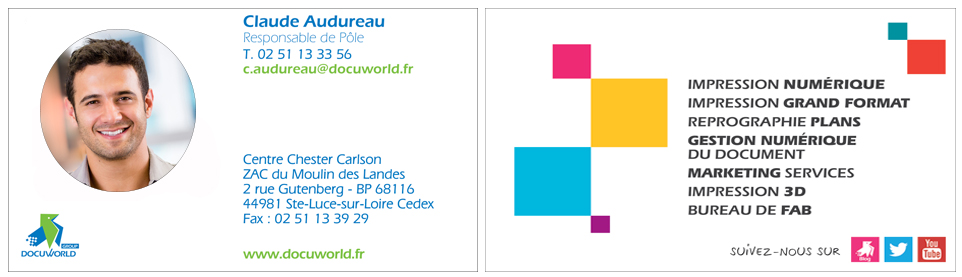 Claude Audureau
Responsable de Pôle
T. 02 51 13 33 56
c.audureau@docuworld.fr
Centre Chester Carlson
ZAC du Moulin des Landes
2 rue Gutenberg - BP 68116
44981 Ste-Luce-sur-Loire Cedex
Fax : 02 51 13 39 29
www.docuworld.fr
GROUP
DOCUWORLD
IMPRESSION NUMÉRIQUE
IMPRESSION GRAND FORMAT
REPROGRAPHIE PLANS
GESTION NUMÉRIQUE
DU DOCUMENT
MARKETING SERVICES
IMPRESSION 3D
BUREAU DE FAB
SUIVEZ-NOUS SUR
Blog
You
Tube